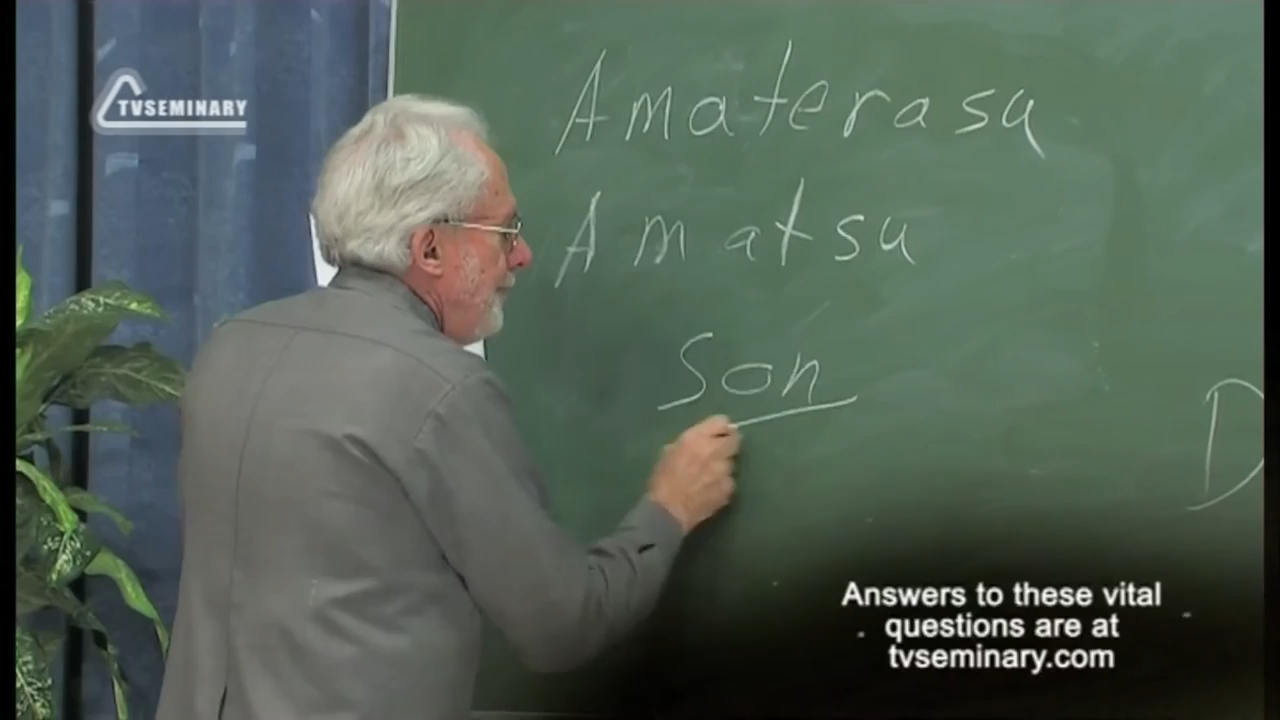 TVSEMINARY
Amaterasu
Amatsu
Son
D
Answers to these vital
questions are at
tvseminary.com